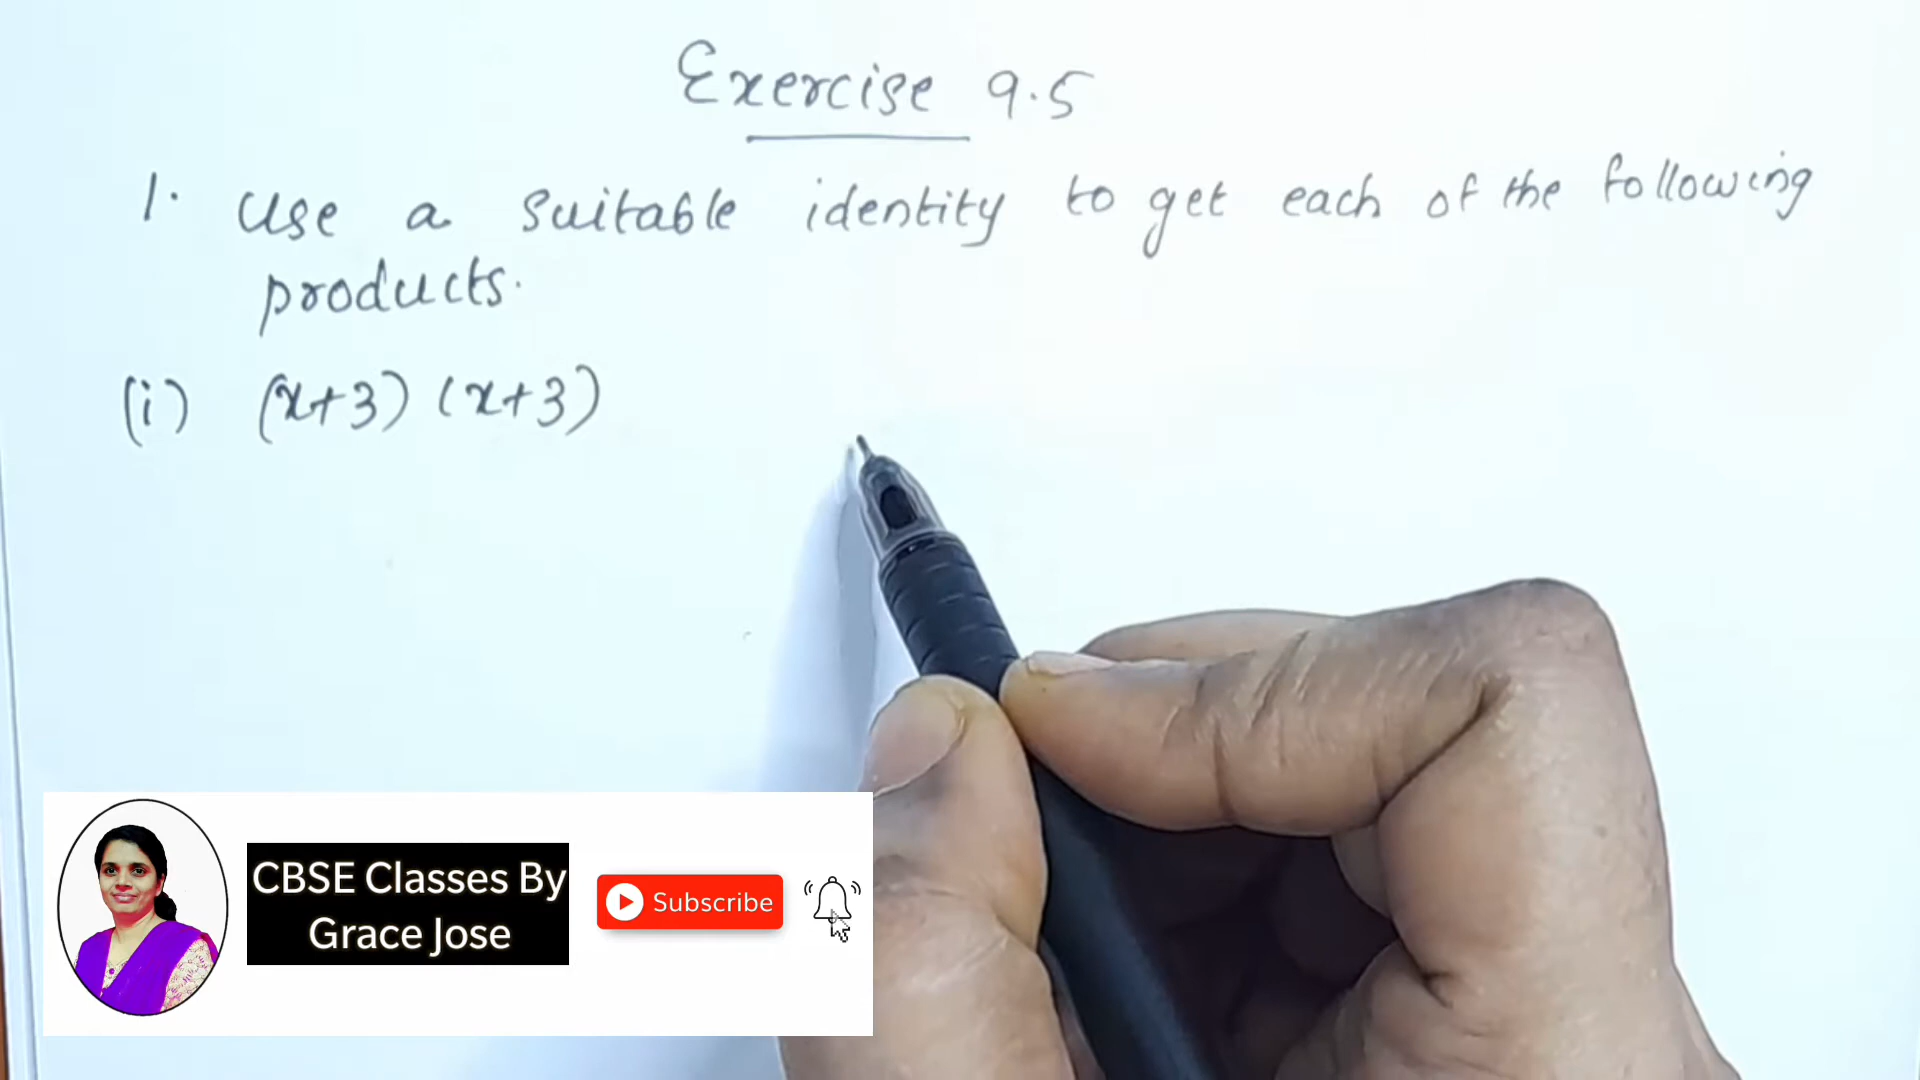 Exercise 9.5
1. Use a suitable identity to get each of the following
products.
(i) (x+3) (x+3)
CBSE Classes By
Grace Jose
Subscribe